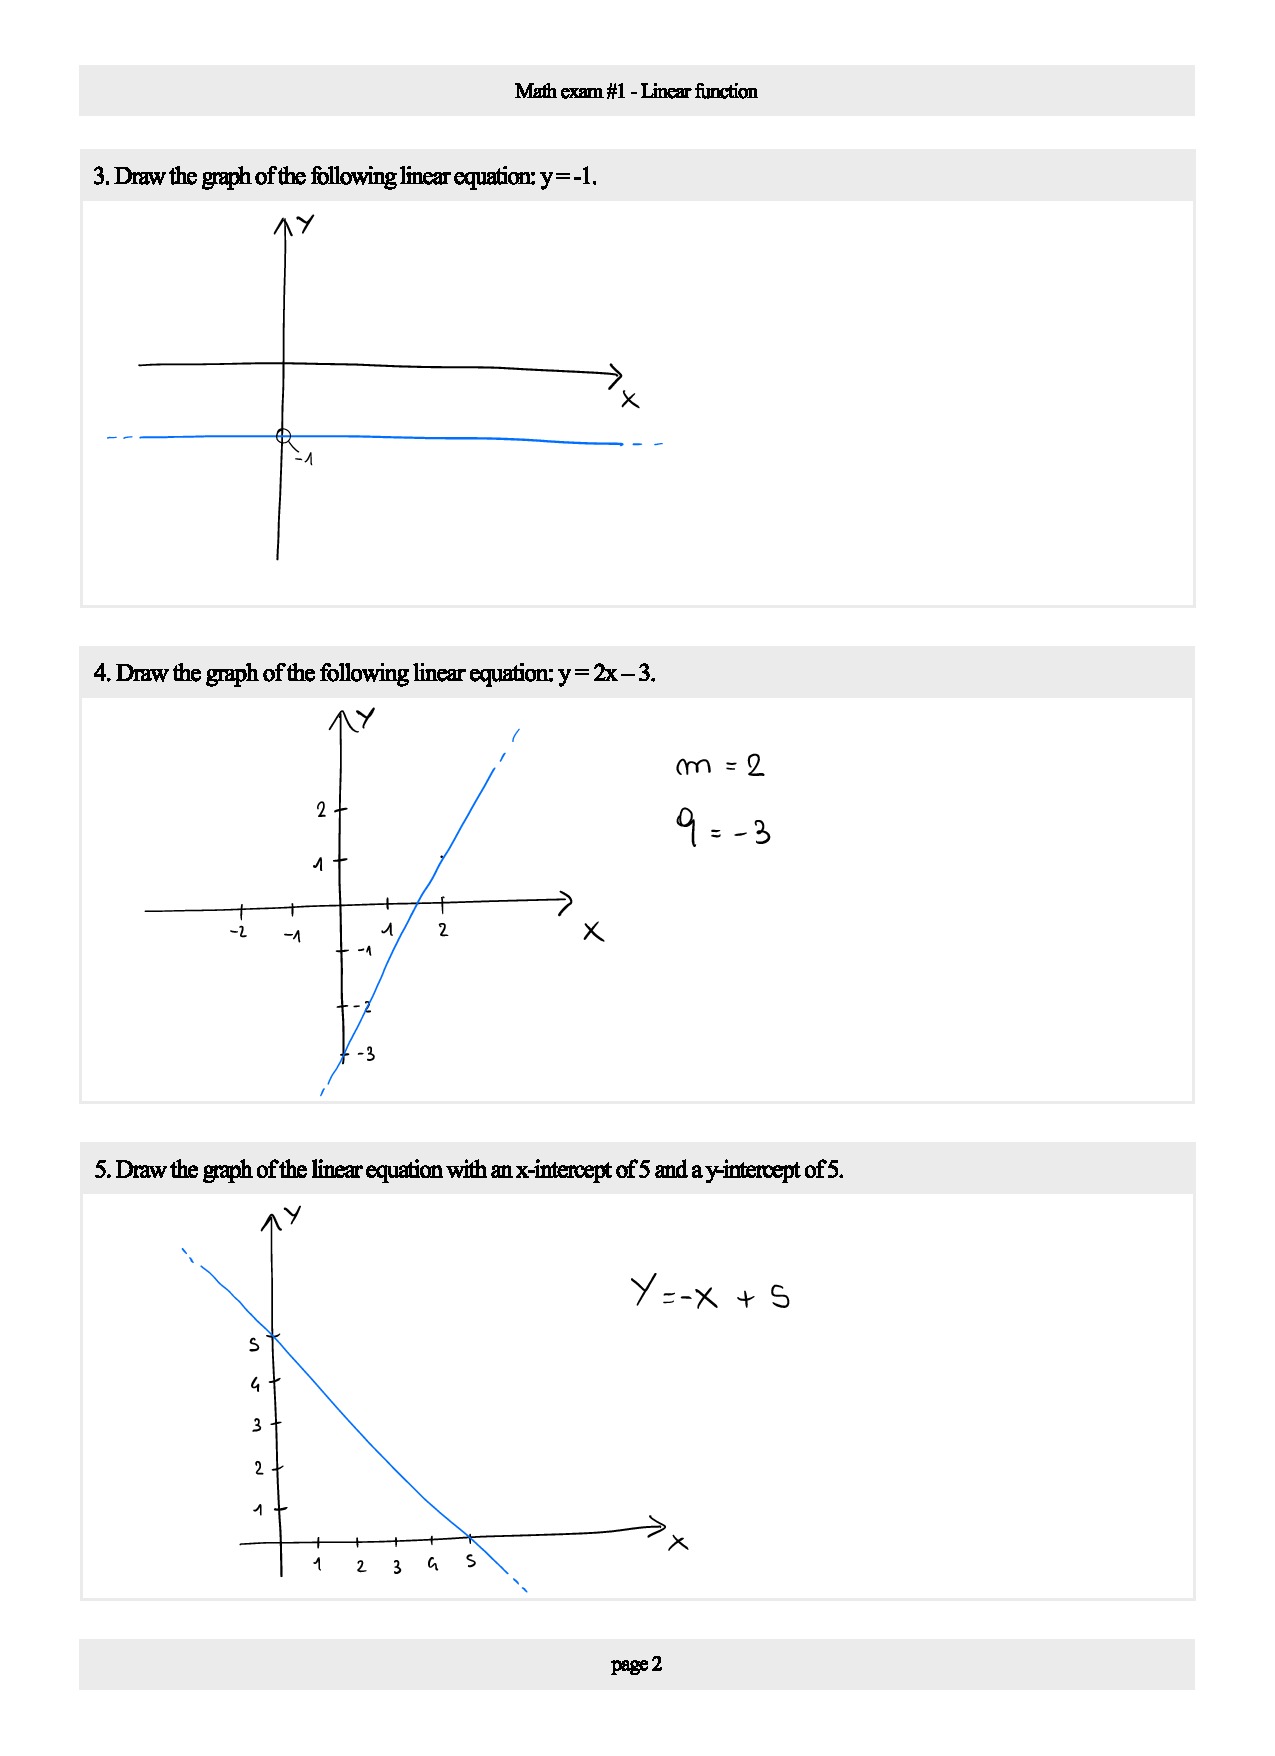 Math exam #1 - Linear function
3. Draw the graph of the following linear equation: y = -1.
Y
X
-1
4. Draw the graph of the following linear equation: y = 2x – 3.
Y
m = 2
2
q = -3
1
-2 -1 1 2
X
-1
-2
-3
5. Draw the graph of the linear equation with an x-intercept of 5 and a y-intercept of 5.
Y
Y = -X + 5
5
4
3
2
1
X
1 2 3 4 5
page 2